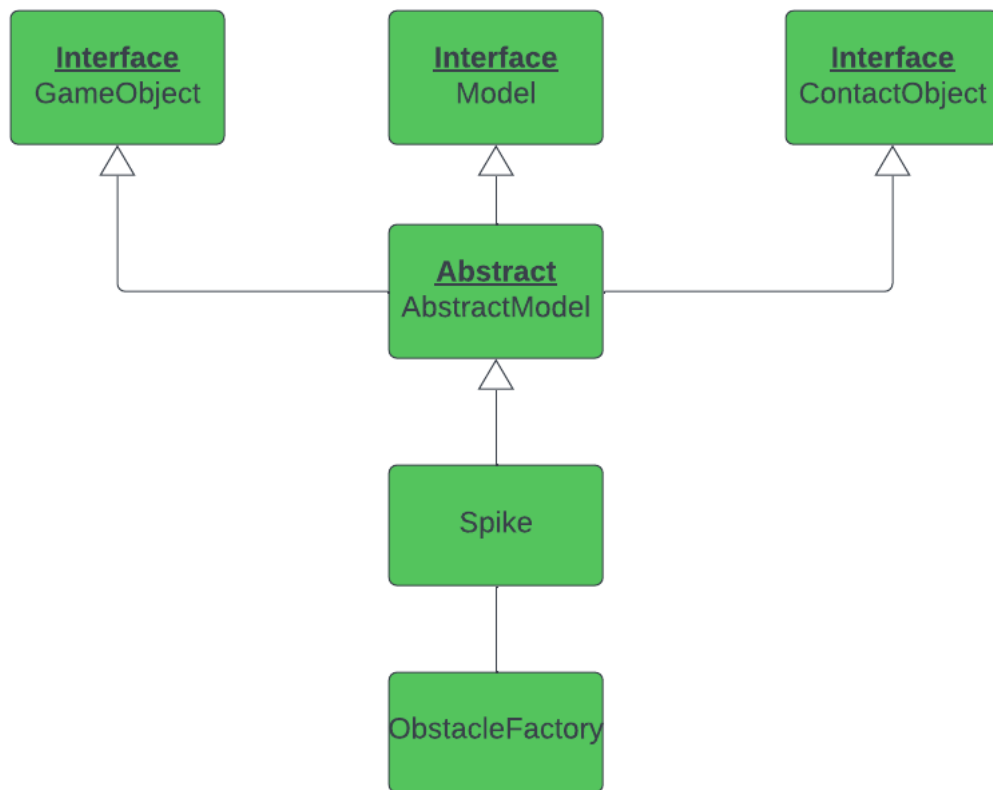 Interface
GameObject
Interface
Model
Interface
ContactObject
Abstract
AbstractModel
Spike
ObstacleFactory